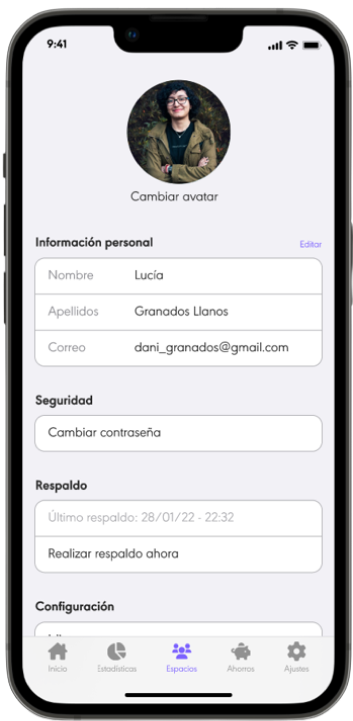 9:41
Cambiar avatar
Información personal Editar
Nombre Lucía
Apellidos Granados Llanos
Correo dani_granados@gmail.com
Seguridad
Cambiar contraseña
Respaldo
Último respaldo: 28/01/22 - 22:32
Realizar respaldo ahora
Configuración
Inicio Estadísticas Espacios Ahorros Ajustes